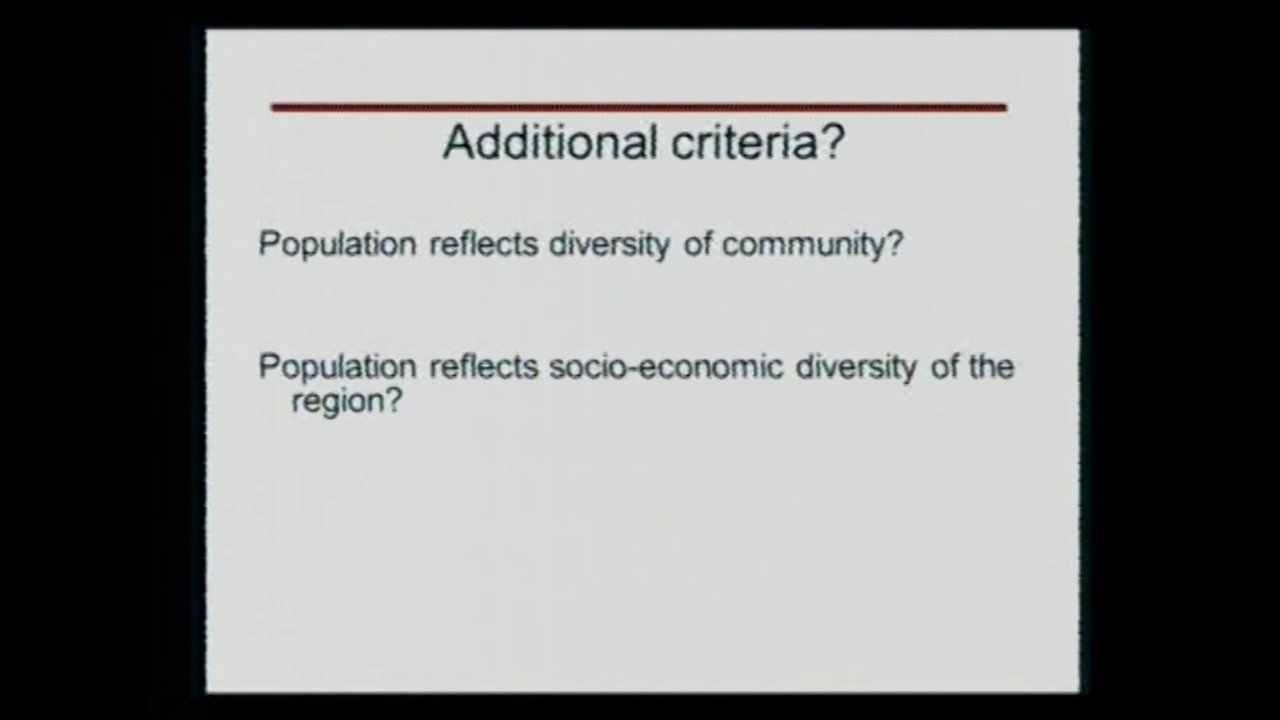 Additional criteria?
Population reflects diversity of community?
Population reflects socio-economic diversity of the
region?